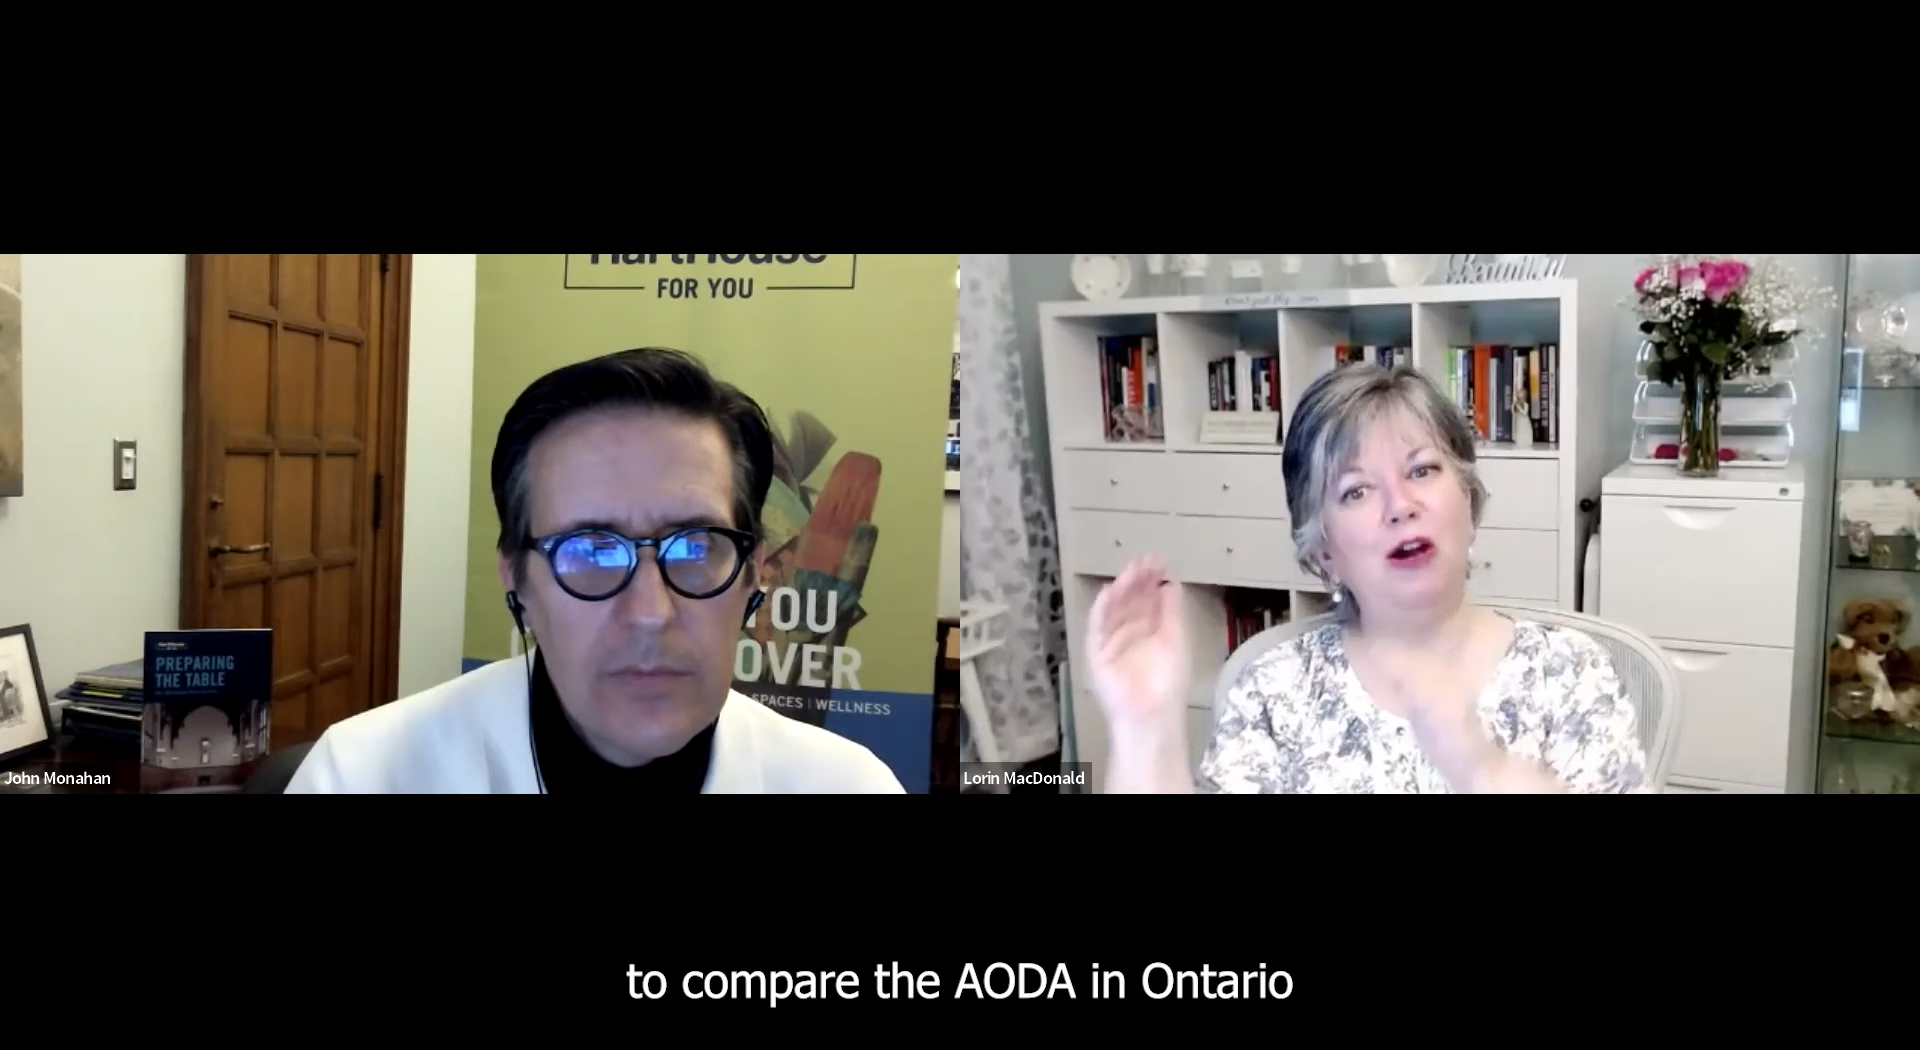 HartHouse
FOR YOU
Beautiful
YOU
OVER
SPACES | WELLNESS
PREPARING
THE TABLE
John Monahan
Lorin MacDonald
to compare the AODA in Ontario